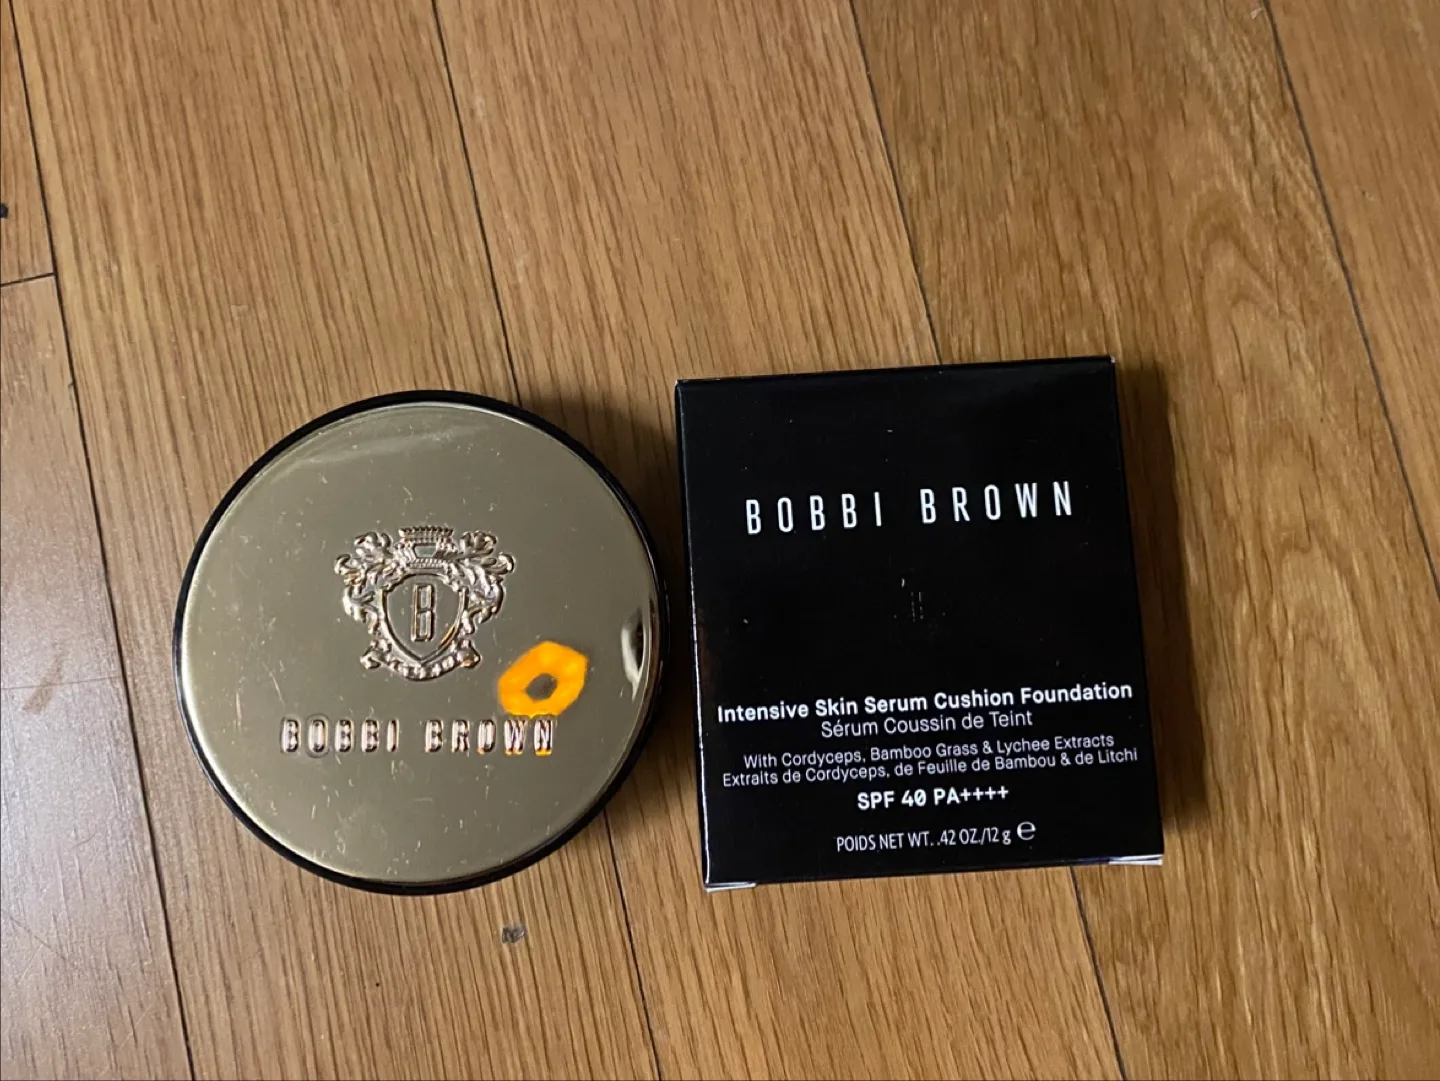 B
BOBBI BROWN
BOBBI BROWN
Intensive Skin Serum Cushion Foundation
Sérum Coussin de Teint
With Cordyceps, Bamboo Grass & Lychee Extracts
Extraits de Cordyceps, de Feuille de Bambou & de Litchi
SPF 40 PA++++
POIDS NET WT. .42 OZ./12 g ℮